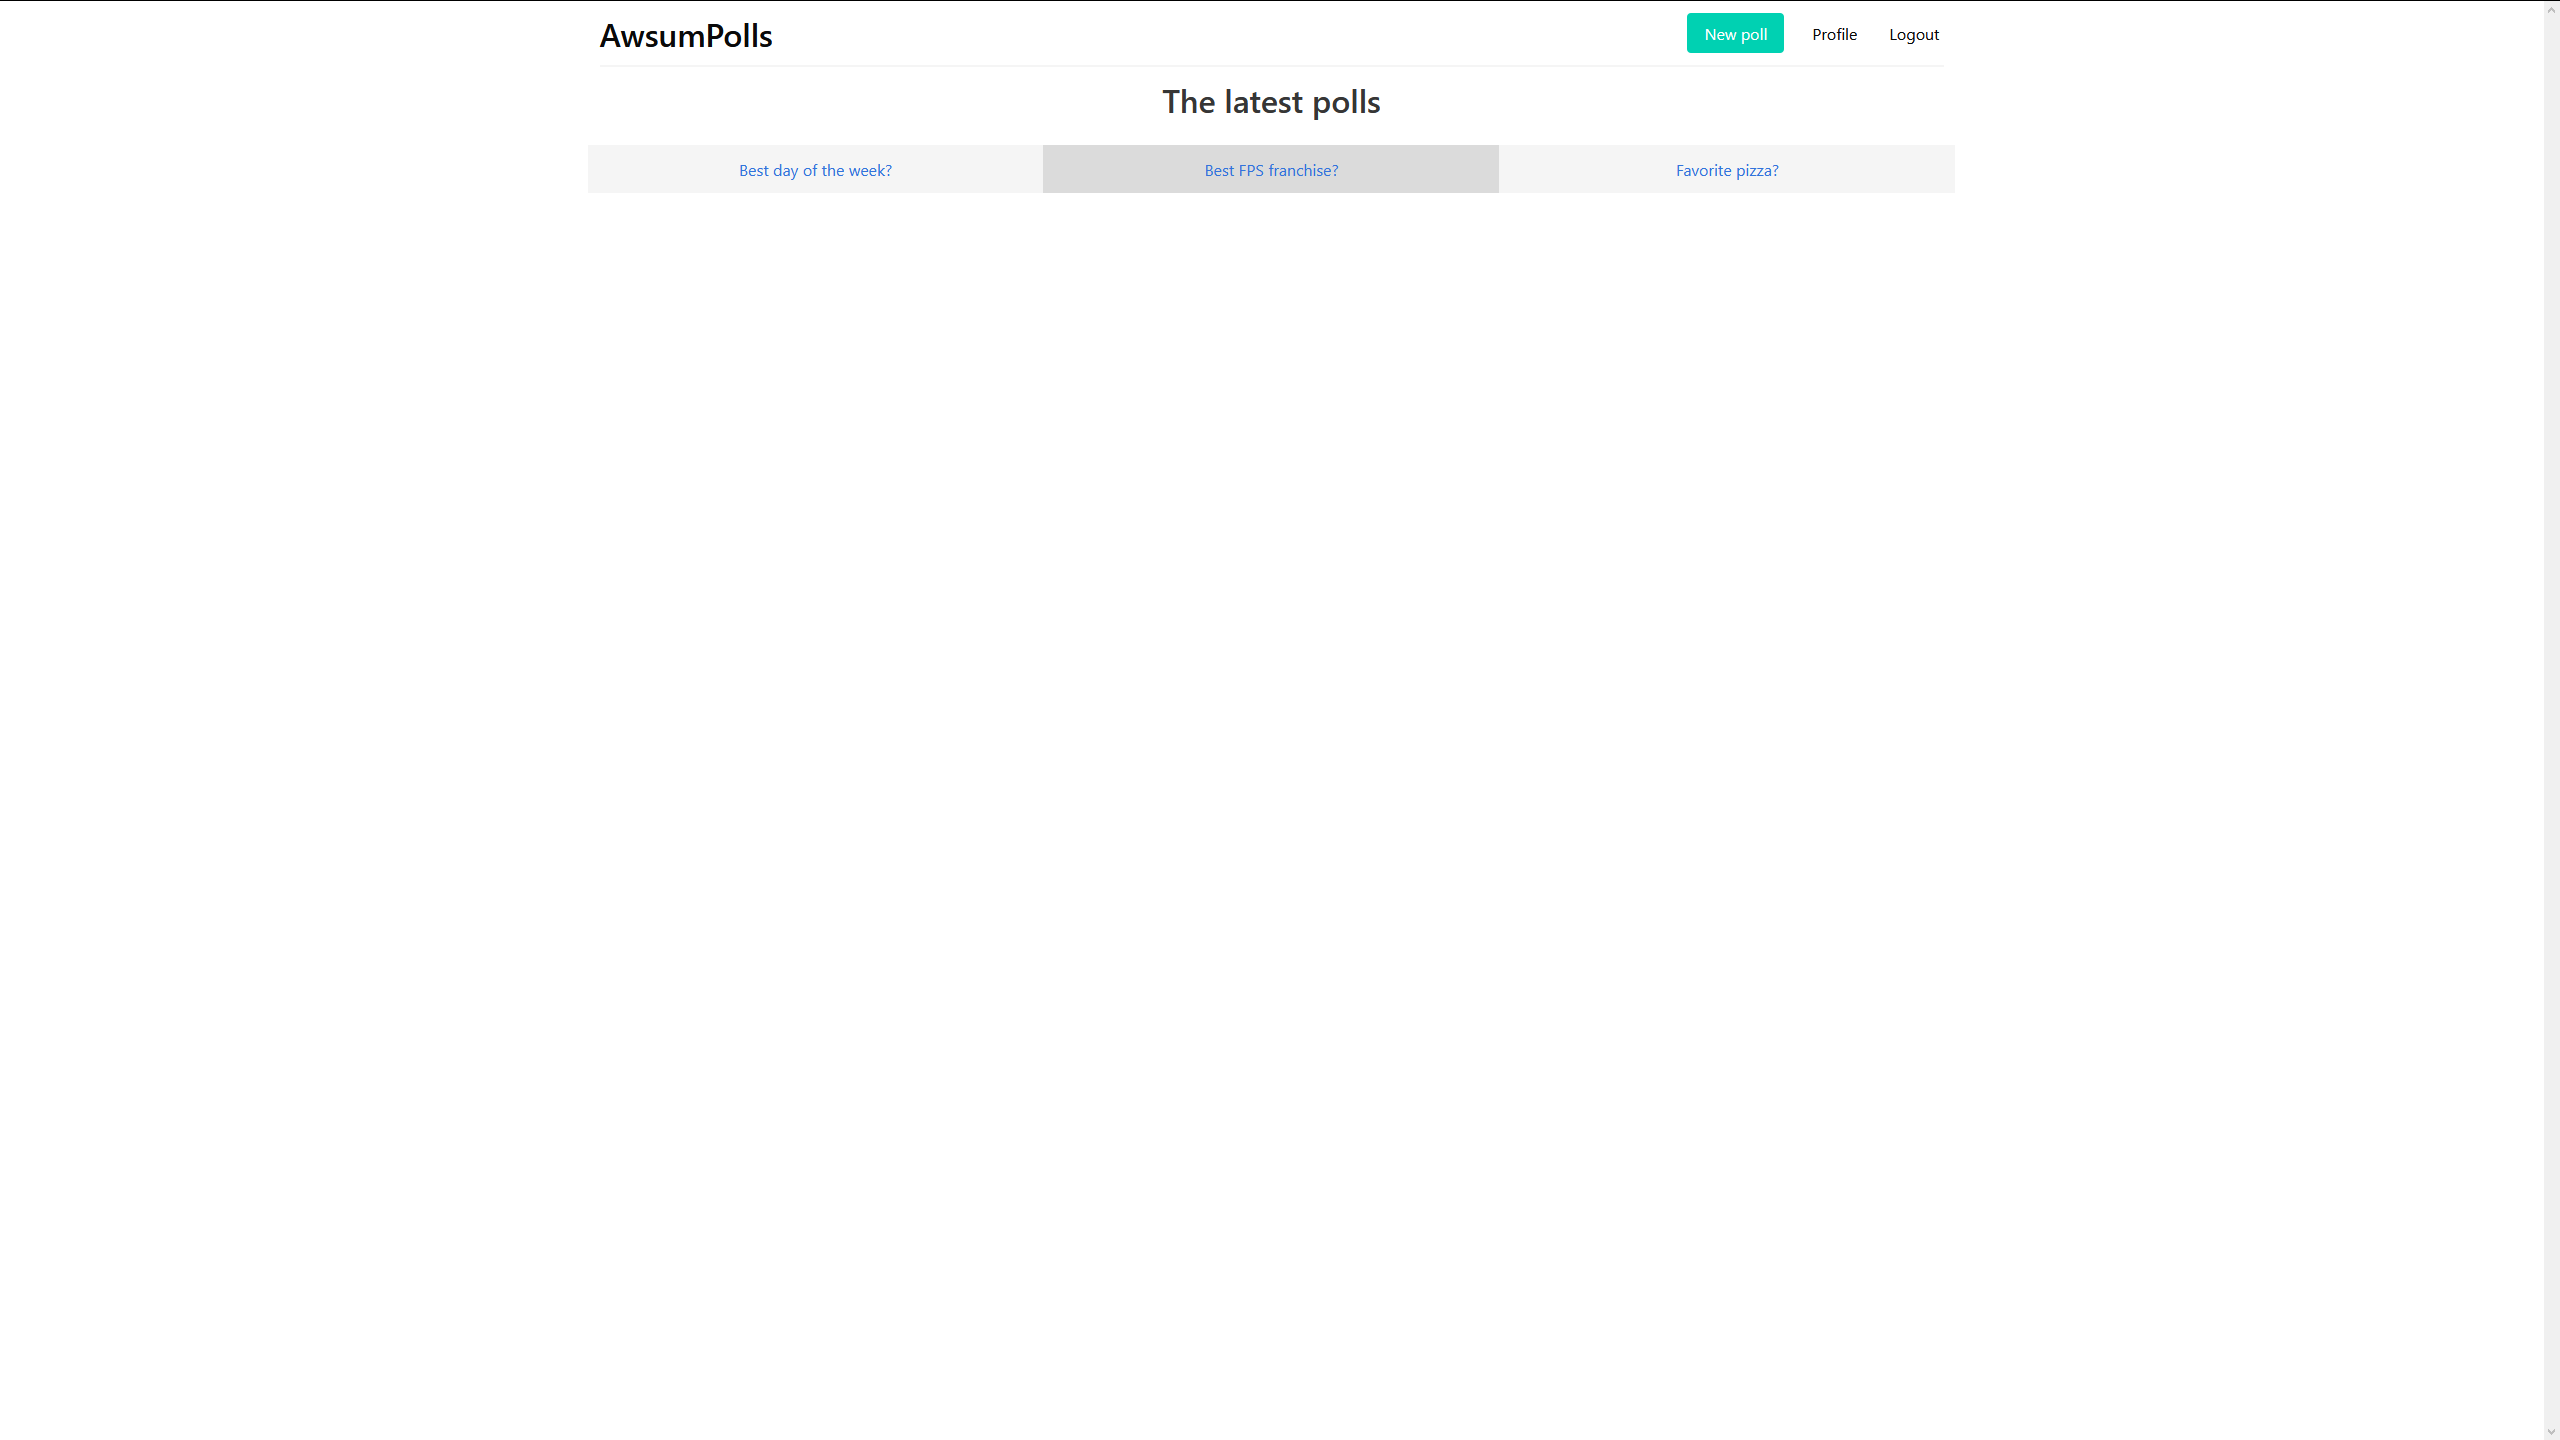 AwsumPolls
New poll Profile Logout
The latest polls
Best day of the week? Best FPS franchise? Favorite pizza?